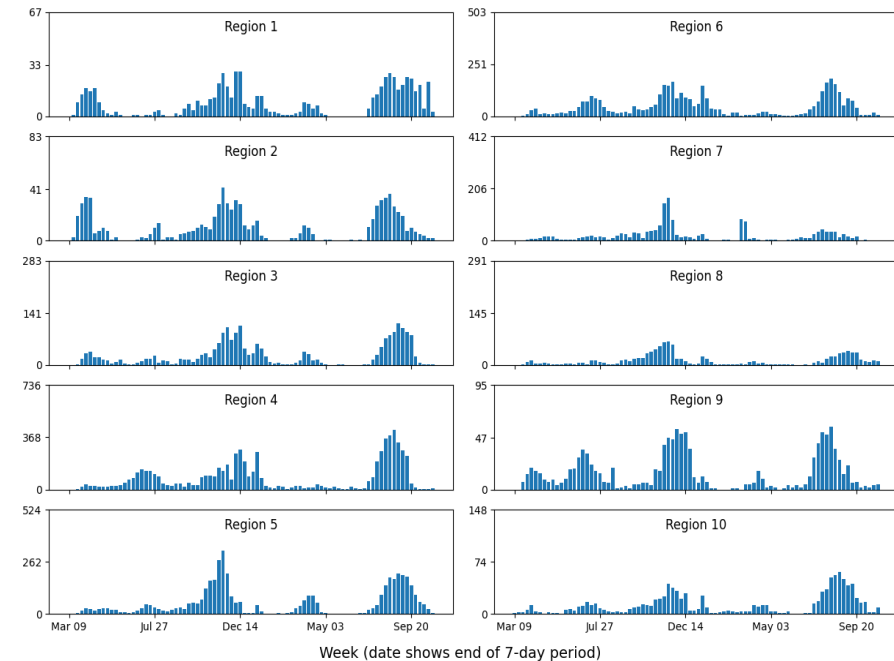 67
33
0
Region 1
503
251
0
Region 6
83
41
0
Region 2
412
206
0
Region 7
283
141
0
Region 3
291
145
0
Region 8
736
368
0
Region 4
95
47
0
Region 9
524
262
0
Region 5
148
74
0
Region 10
Mar 09 Jul 27 Dec 14 May 03 Sep 20
Mar 09 Jul 27 Dec 14 May 03 Sep 20
Week (date shows end of 7-day period)